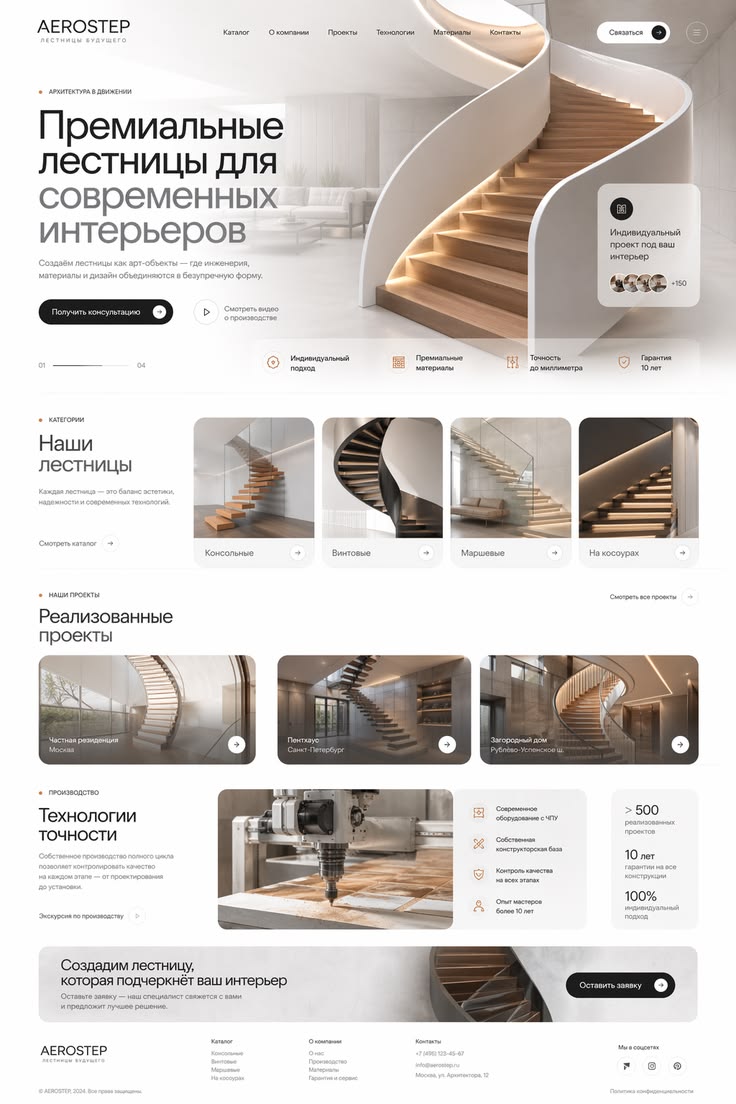 AEROSTEP
ЛЕСТНИЦЫ БУДУЩЕГО
Каталог
О компании
Проекты
Технологии
Материалы
Контакты
Связаться
АРХИТЕКТУРА В ДВИЖЕНИИ
Премиальные
лестницы для
современных
интерьеров
Создаём лестницы как арт-объекты — где инженерия,
материалы и дизайн объединяются в безупречную форму.
Получить консультацию
Смотреть видео
о производстве
Индивидуальный
проект под ваш
интерьер
+150
01
04
Индивидуальный
подход
Премиальные
материалы
Точность
до миллиметра
Гарантия
10 лет
КАТЕГОРИИ
Наши
лестницы
Каждая лестница — это баланс эстетики,
надежности и современных технологий.
Смотреть каталог
Консольные
Винтовые
Маршевые
На косоурах
НАШИ ПРОЕКТЫ
Реализованные
проекты
Смотреть все проекты
Частная резиденция
Москва
Пентхаус
Санкт-Петербург
Загородный дом
Рублёво-Успенское ш.
ПРОИЗВОДСТВО
Технологии
точности
Собственное производство полного цикла
позволяет контролировать качество
на каждом этапе — от проектирования
до установки.
Экскурсия по производству
Современное
оборудование с ЧПУ
Собственная
конструкторская база
Контроль качества
на всех этапах
Опыт мастеров
более 10 лет
> 500
реализованных
проектов
10 лет
гарантии на все
конструкции
100%
индивидуальный
подход
Создадим лестницу,
которая подчеркнёт ваш интерьер
Оставьте заявку — наш специалист свяжется с вами
и предложит лучшее решение.
Оставить заявку
AEROSTEP
ЛЕСТНИЦЫ БУДУЩЕГО
Каталог
Консольные
Винтовые
Маршевые
На косоурах
О компании
О нас
Производство
Материалы
Гарантия и сервис
Контакты
+7 (495) 123-45-67
info@aerostep.ru
Москва, ул. Архитектора, 12
Мы в соцсетях
© AEROSTEP, 2024. Все права защищены.
Политика конфиденциальности